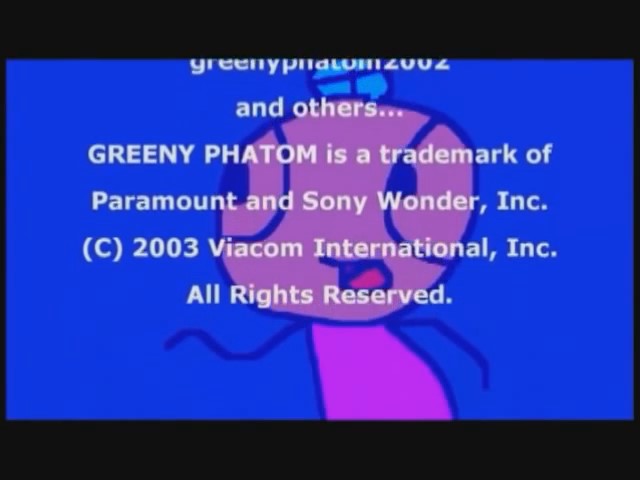 greenyphatom2002
and others...
GREENY PHATOM is a trademark of
Paramount and Sony Wonder, Inc.
(C) 2003 Viacom International, Inc.
All Rights Reserved.